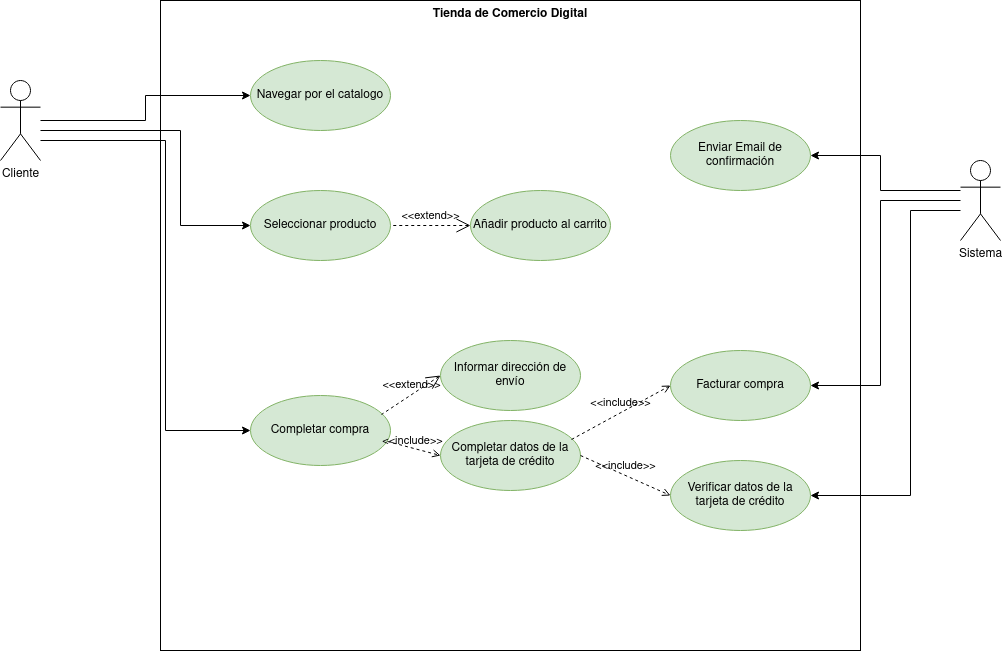 Tienda de Comercio Digital
Navegar por el catalogo
Cliente
Enviar Email de
confirmación
Sistema
Seleccionar producto
<<extend>>
Añadir producto al carrito
Informar dirección de
envío
<<extend>>
Facturar compra
<<include>>
Completar compra
<<include>>
Completar datos de la
tarjeta de crédito
<<include>>
Verificar datos de la
tarjeta de crédito